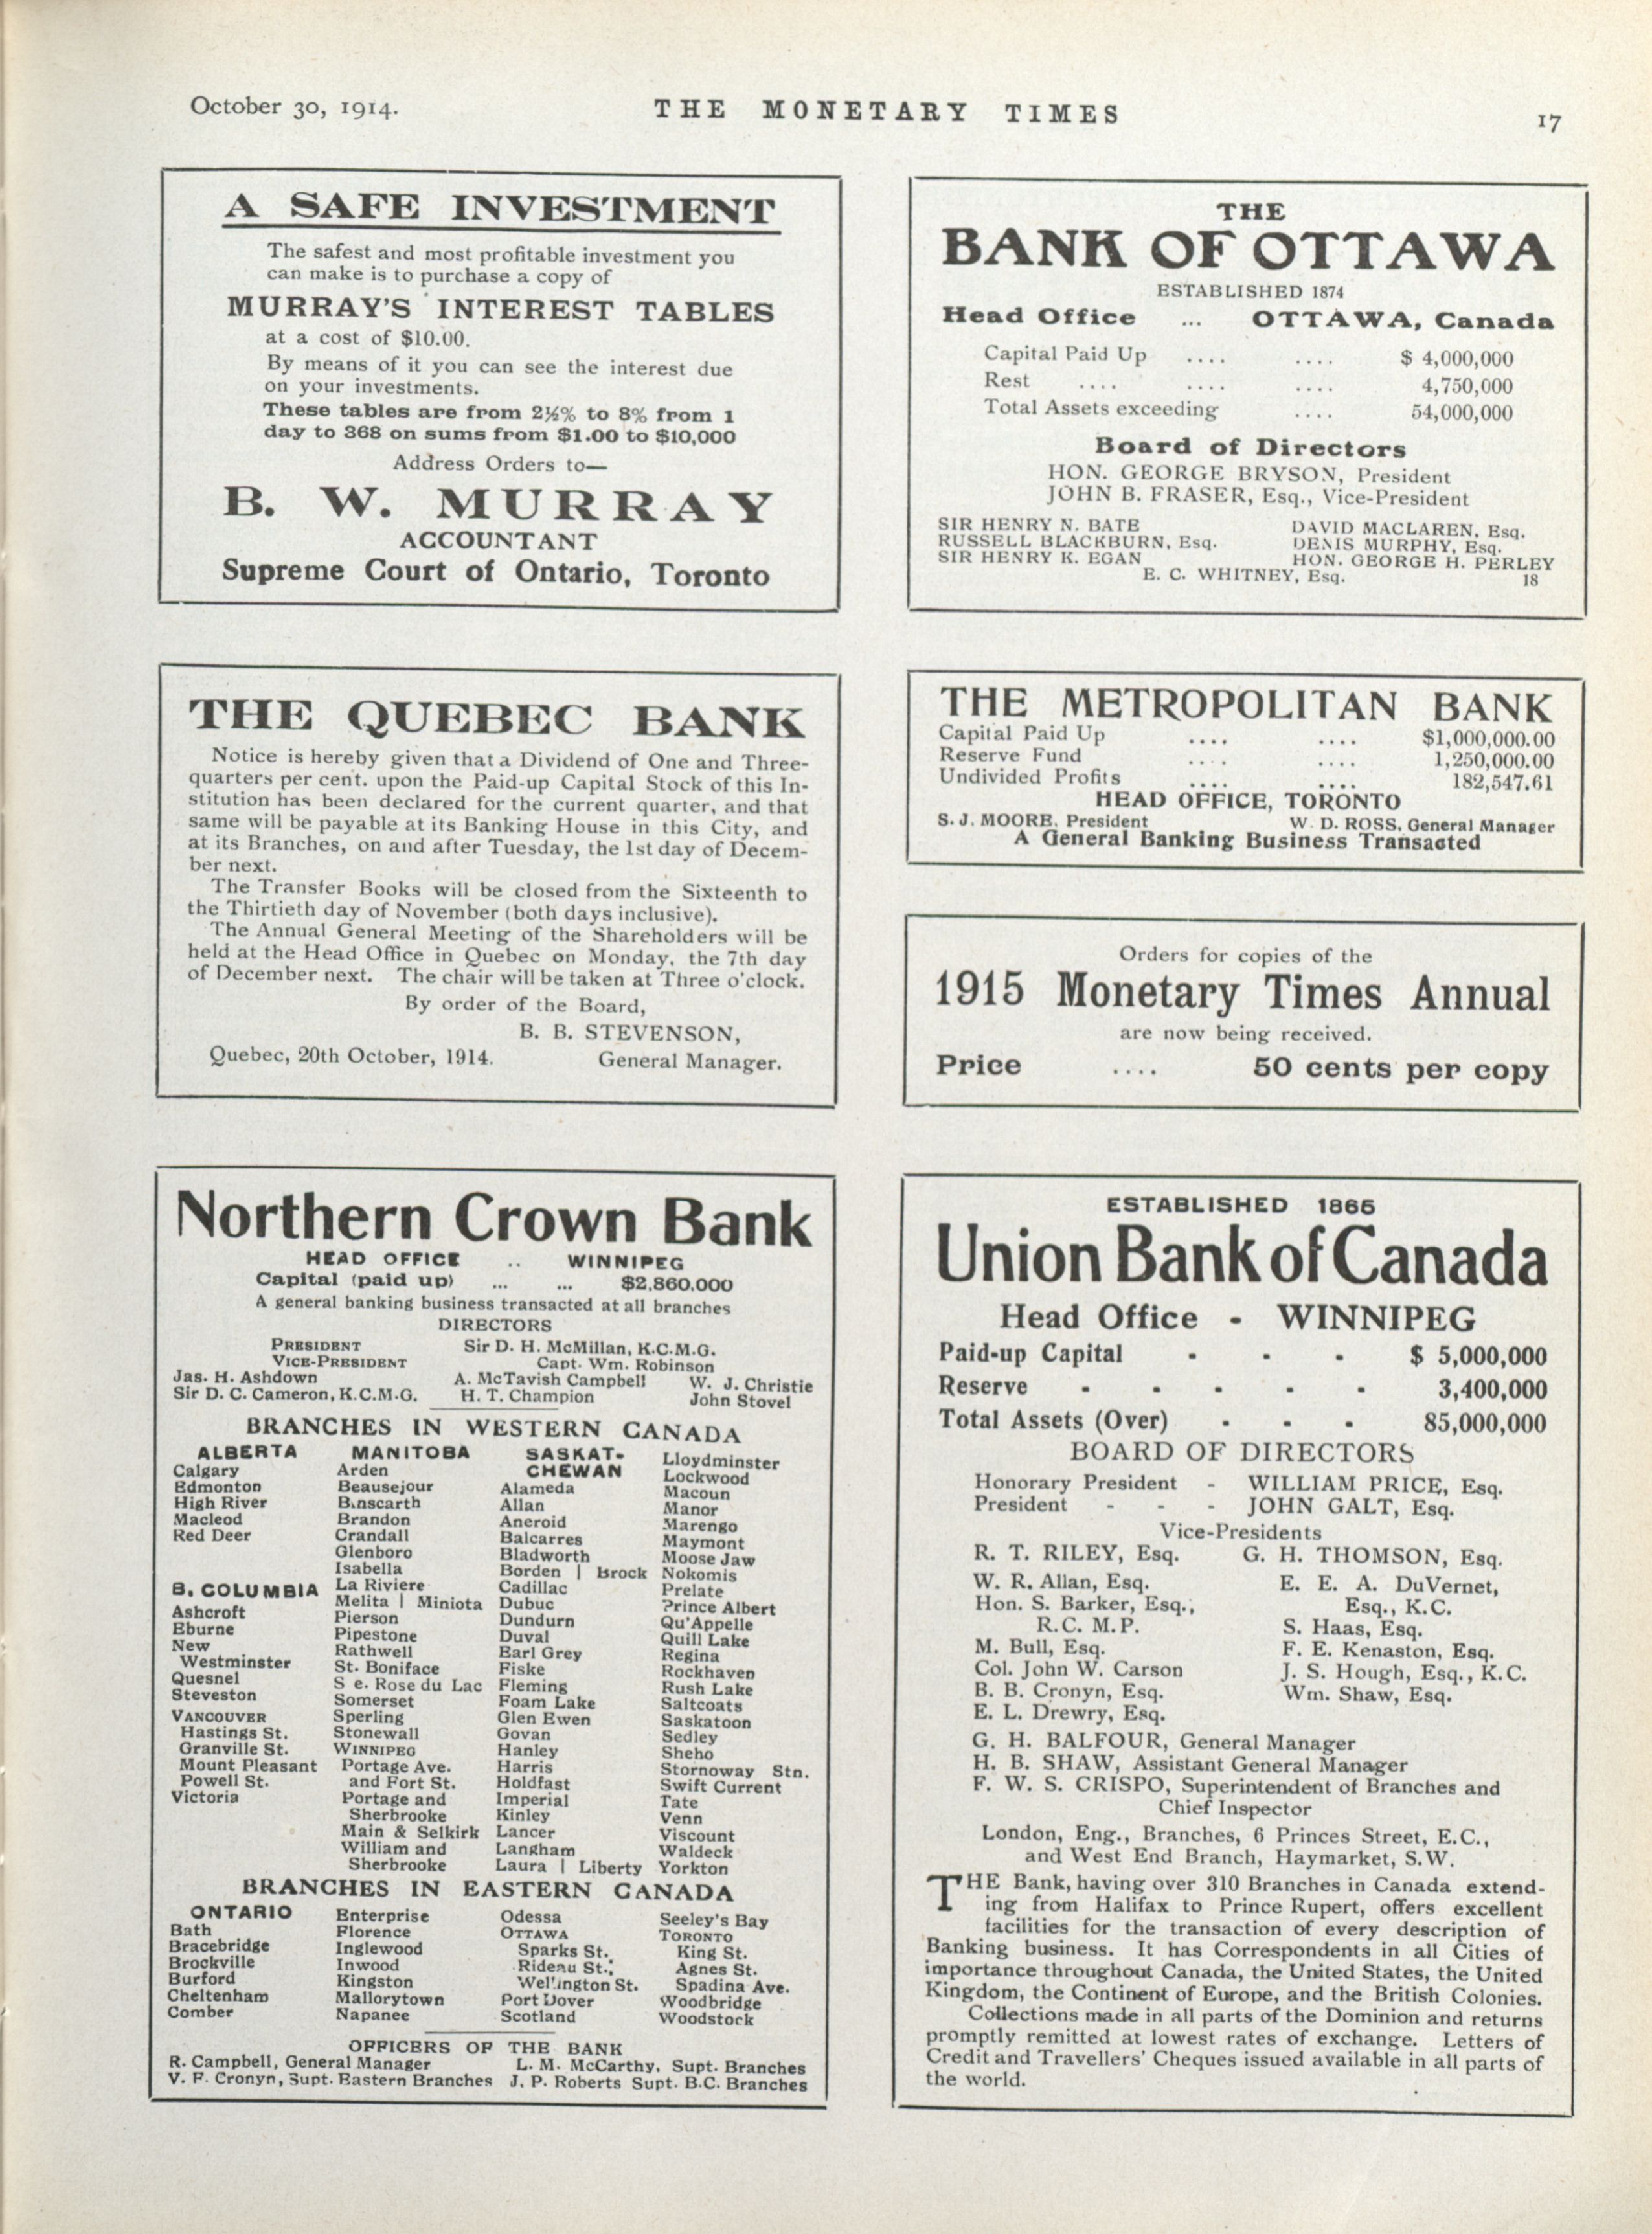 October 30, 1914.
THE MONETARY TIMES
17
A SAFE INVESTMENT
The safest and most profitable investment you
can make is to purchase a copy of
MURRAY'S INTEREST TABLES
at a cost of $10.00.
By means of it you can see the interest due
on your investments.
These tables are from 2½% to 8% from 1
day to 368 on sums from $1.00 to $10,000
Address Orders to—
B. W. MURRAY
ACCOUNTANT
Supreme Court of Ontario, Toronto
THE
BANK OF OTTAWA
ESTABLISHED 1874
Head Office ... OTTAWA, Canada
Capital Paid Up .... .... $ 4,000,000
Rest .... .... .... 4,750,000
Total Assets exceeding .... 54,000,000
Board of Directors
HON. GEORGE BRYSON, President
JOHN B. FRASER, Esq., Vice-President
SIR HENRY N. BATE DAVID MACLAREN, Esq.
RUSSELL BLACKBURN, Esq. DENIS MURPHY, Esq.
SIR HENRY K. EGAN HON. GEORGE H. PERLEY
E. C. WHITNEY, Esq. 18
THE QUEBEC BANK
Notice is hereby given that a Dividend of One and Three-
quarters per cent. upon the Paid-up Capital Stock of this In-
stitution has been declared for the current quarter, and that
same will be payable at its Banking House in this City, and
at its Branches, on and after Tuesday, the 1st day of Decem-
ber next.
The Transfer Books will be closed from the Sixteenth to
the Thirtieth day of November (both days inclusive).
The Annual General Meeting of the Shareholders will be
held at the Head Office in Quebec on Monday, the 7th day
of December next. The chair will be taken at Three o'clock.
By order of the Board,
B. B. STEVENSON,
Quebec, 20th October, 1914. General Manager.
THE METROPOLITAN BANK
Capital Paid Up .... .... $1,000,000.00
Reserve Fund .... .... 1,250,000.00
Undivided Profits .... .... 182,547.61
HEAD OFFICE, TORONTO
S. J. MOORE, President W. D. ROSS, General Manager
A General Banking Business Transacted
Orders for copies of the
1915 Monetary Times Annual
are now being received.
Price .... 50 cents per copy
Northern Crown Bank
HEAD OFFICE .. WINNIPEG
Capital (paid up) ... ... $2,860,000
A general banking business transacted at all branches
DIRECTORS
PRESIDENT Sir D. H. McMillan, K.C.M.G.
VICE-PRESIDENT Capt. Wm. Robinson
Jas. H. Ashdown A. McTavish Campbell W. J. Christie
Sir D. C. Cameron, K.C.M.G. H. T. Champion John Stovel
BRANCHES IN WESTERN CANADA
ALBERTA
Calgary
Edmonton
High River
Macleod
Red Deer
B. COLUMBIA
Ashcroft
Eburne
New
Westminster
Quesnel
Steveston
VANCOUVER
Hastings St.
Granville St.
Mount Pleasant
Powell St.
Victoria
MANITOBA
Arden
Beausejour
Binscarth
Brandon
Crandall
Glenboro
Isabella
La Riviere
Melita | Miniota
Pierson
Pipestone
Rathwell
St. Boniface
S e. Rose du Lac
Somerset
Sperling
Stonewall
WINNIPEG
Portage Ave.
and Fort St.
Portage and
Sherbrooke
Main & Selkirk
William and
Sherbrooke
SASKAT-
CHEWAN
Alameda
Allan
Aneroid
Balcarres
Bladworth
Borden | Brock
Cadillac
Dubuc
Dundurn
Duval
Earl Grey
Fiske
Fleming
Foam Lake
Glen Ewen
Govan
Hanley
Harris
Holdfast
Imperial
Kinley
Lancer
Langham
Laura | Liberty
Lloydminster
Lockwood
Macoun
Manor
Marengo
Maymont
Moose Jaw
Nokomis
Prelate
Prince Albert
Qu'Appelle
Quill Lake
Regina
Rockhaven
Rush Lake
Saltcoats
Saskatoon
Sedley
Sheho
Stornoway Stn.
Swift Current
Tate
Venn
Viscount
Waldeck
Yorkton
BRANCHES IN EASTERN CANADA
ONTARIO
Bath
Bracebridge
Brockville
Burford
Cheltenham
Comber
Enterprise
Florence
Inglewood
Inwood
Kingston
Mallorytown
Napanee
Odessa
OTTAWA
Sparks St.
Rideau St.
Wellington St.
Port Dover
Scotland
Seeley's Bay
TORONTO
King St.
Agnes St.
Spadina Ave.
Woodbridge
Woodstock
OFFICERS OF THE BANK
R. Campbell, General Manager L. M. McCarthy, Supt. Branches
V. F. Cronyn, Supt. Eastern Branches J. P. Roberts Supt. B.C. Branches
ESTABLISHED 1865
Union Bank of Canada
Head Office - WINNIPEG
Paid-up Capital - - - $ 5,000,000
Reserve - - - - - 3,400,000
Total Assets (Over) - - - 85,000,000
BOARD OF DIRECTORS
Honorary President - WILLIAM PRICE, Esq.
President - - - JOHN GALT, Esq.
Vice-Presidents
R. T. RILEY, Esq. G. H. THOMSON, Esq.
W. R. Allan, Esq.
Hon. S. Barker, Esq.,
R.C. M.P.
M. Bull, Esq.
Col. John W. Carson
B. B. Cronyn, Esq.
E. L. Drewry, Esq.
E. E. A. DuVernet,
Esq., K.C.
S. Haas, Esq.
F. E. Kenaston, Esq.
J. S. Hough, Esq., K.C.
Wm. Shaw, Esq.
G. H. BALFOUR, General Manager
H. B. SHAW, Assistant General Manager
F. W. S. CRISPO, Superintendent of Branches and
Chief Inspector
London, Eng., Branches, 6 Princes Street, E.C.,
and West End Branch, Haymarket, S.W.
THE Bank, having over 310 Branches in Canada extend-
ing from Halifax to Prince Rupert, offers excellent
facilities for the transaction of every description of
Banking business. It has Correspondents in all Cities of
importance throughout Canada, the United States, the United
Kingdom, the Continent of Europe, and the British Colonies.
Collections made in all parts of the Dominion and returns
promptly remitted at lowest rates of exchange. Letters of
Credit and Travellers' Cheques issued available in all parts of
the world.